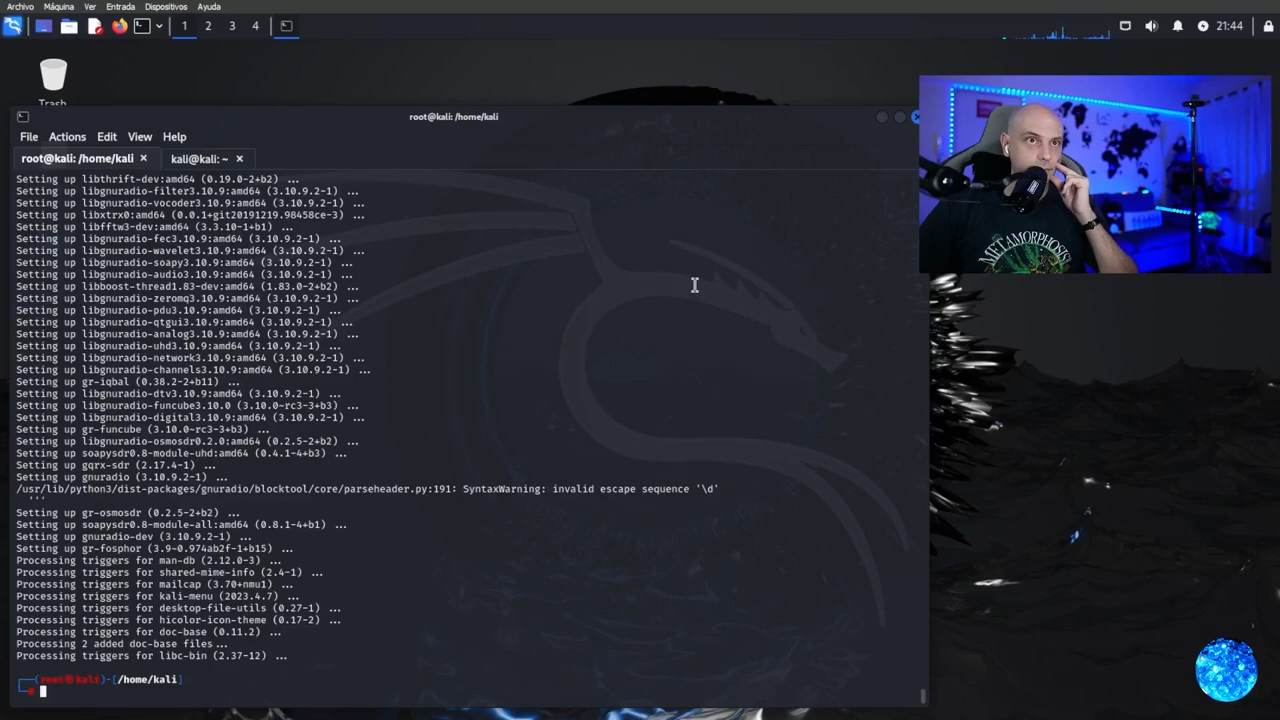 Archivo Máquina Ver Entrada Dispositivos Ayuda
1 2 3 4 21:44
Trash
root@kali: /home/kali
File Actions Edit View Help
root@kali: /home/kali × kali@kali: ~ ×
Setting up libthrift-dev:amd64 (0.19.0-2+b2) ...
Setting up libgnuradio-filter3.10.9:amd64 (3.10.9.2-1) ...
Setting up libgnuradio-vocoder3.10.9:amd64 (3.10.9.2-1) ...
Setting up libxtrx0:amd64 (0.0.1+git20191219.98458ce-3) ...
Setting up libfftw3-dev:amd64 (3.3.10-1+b1) ...
Setting up libgnuradio-fec3.10.9:amd64 (3.10.9.2-1) ...
Setting up libgnuradio-wavelet3.10.9:amd64 (3.10.9.2-1) ...
Setting up libgnuradio-soapy3.10.9:amd64 (3.10.9.2-1) ...
Setting up libgnuradio-audio3.10.9:amd64 (3.10.9.2-1) ...
Setting up libboost-thread1.83-dev:amd64 (1.83.0-2+b2) ...
Setting up libgnuradio-zeromq3.10.9:amd64 (3.10.9.2-1) ...
Setting up libgnuradio-pdu3.10.9:amd64 (3.10.9.2-1) ...
Setting up libgnuradio-qtgui3.10.9:amd64 (3.10.9.2-1) ...
Setting up libgnuradio-analog3.10.9:amd64 (3.10.9.2-1) ...
Setting up libgnuradio-uhd3.10.9:amd64 (3.10.9.2-1) ...
Setting up libgnuradio-network3.10.9:amd64 (3.10.9.2-1) ...
Setting up libgnuradio-channels3.10.9:amd64 (3.10.9.2-1) ...
Setting up gr-iqbal (0.38.2-2+b11) ...
Setting up libgnuradio-dtv3.10.9:amd64 (3.10.9.2-1) ...
Setting up libgnuradio-funcube3.10.0 (3.10.0~rc3-3+b3) ...
Setting up libgnuradio-digital3.10.9:amd64 (3.10.9.2-1) ...
Setting up gr-funcube (3.10.0~rc3-3+b3) ...
Setting up libgnuradio-osmosdr0.2.0:amd64 (0.2.5-2+b2) ...
Setting up soapysdr0.8-module-uhd:amd64 (0.4.1-4+b3) ...
Setting up gqrx-sdr (2.17.4-1) ...
Setting up gnuradio (3.10.9.2-1) ...
/usr/lib/python3/dist-packages/gnuradio/blocktool/core/parseheader.py:191: SyntaxWarning: invalid escape sequence '\d'
'''
Setting up gr-osmosdr (0.2.5-2+b2) ...
Setting up soapysdr0.8-module-all:amd64 (0.8.1-4+b1) ...
Setting up gnuradio-dev (3.10.9.2-1) ...
Setting up gr-fosphor (3.9~0.974ab2f-1+b15) ...
Processing triggers for man-db (2.12.0-3) ...
Processing triggers for shared-mime-info (2.4-1) ...
Processing triggers for mailcap (3.70+nmu1) ...
Processing triggers for kali-menu (2023.4.7) ...
Processing triggers for desktop-file-utils (0.27-1) ...
Processing triggers for hicolor-icon-theme (0.17-2) ...
Processing triggers for doc-base (0.11.2) ...
Processing 2 added doc-base files...
Processing triggers for libc-bin (2.37-12) ...
┌──(root㉿kali)-[/home/kali]
└─#
METAMORPHOSIS